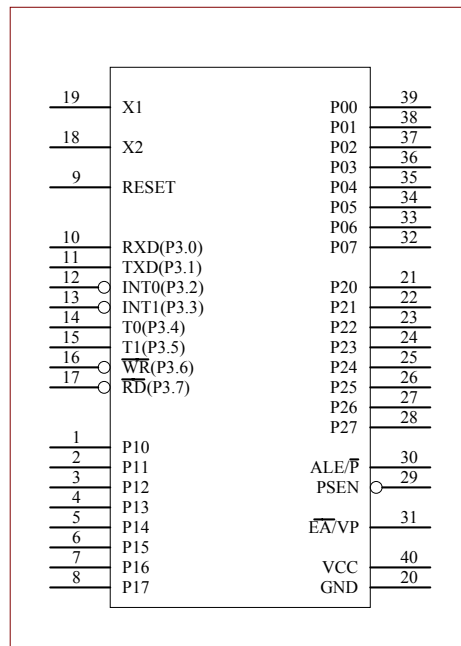 19 X1 P00 39
P01 38
18 X2 P02 37
P03 36
9 RESET P04 35
P05 34
P06 33
10 RXD(P3.0) P07 32
11 TXD(P3.1)
12 INT0(P3.2) P20 21
13 INT1(P3.3) P21 22
14 T0(P3.4) P22 23
15 T1(P3.5) P23 24
16 WR(P3.6) P24 25
17 RD(P3.7) P25 26
P26 27
P27 28
1 P10
2 P11 ALE/P 30
3 P12 PSEN 29
4 P13
5 P14 EA/VP 31
6 P15
7 P16 VCC 40
8 P17 GND 20